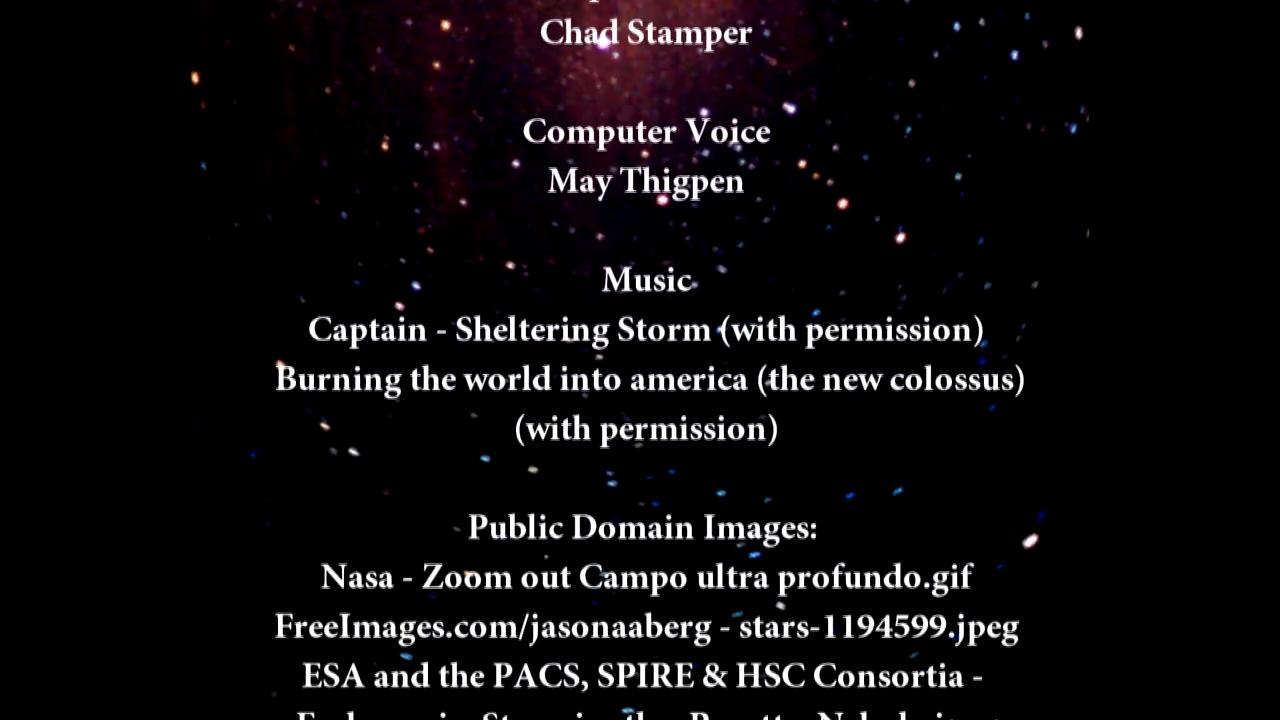 Chad Stamper
Computer Voice
May Thigpen
Music
Captain - Sheltering Storm (with permission)
Burning the world into america (the new colossus)
(with permission)
Public Domain Images:
Nasa - Zoom out Campo ultra profundo.gif
FreeImages.com/jasonaaberg - stars-1194599.jpeg
ESA and the PACS, SPIRE & HSC Consortia -